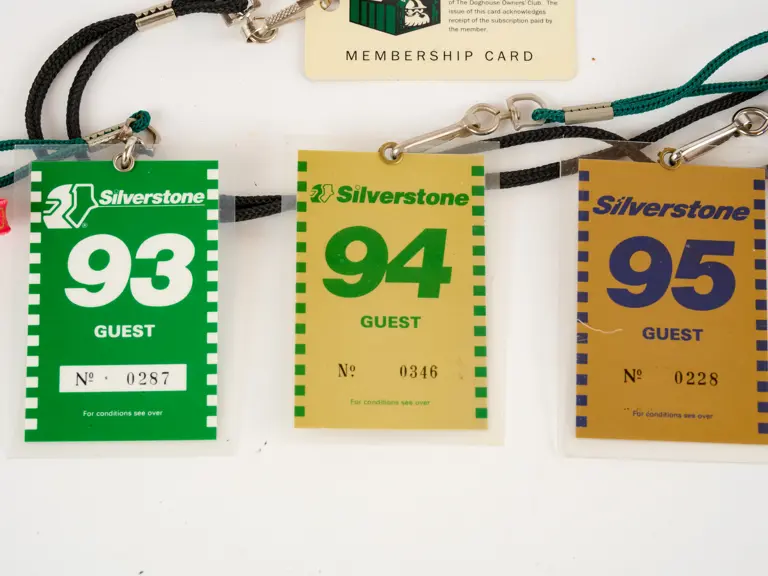 of The Doghouse Owners' Club. The
issue of this card acknowledges
receipt of the subscription paid by
the member.
MEMBERSHIP CARD
Silverstone
93
GUEST
Nº · 0287
For conditions see over
Silverstone
94
GUEST
Nº. 0346
For conditions see over
Silverstone
95
GUEST
Nº 0228
For conditions see over